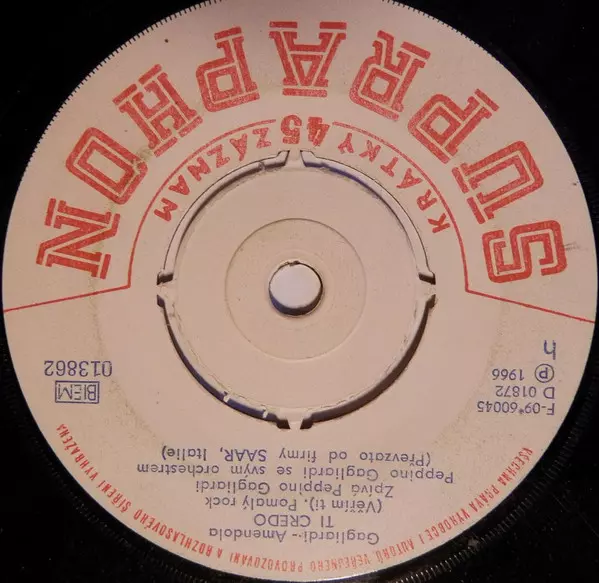 VŠECHNA PRÁVA VÝROBCE I AUTORŮ, VEŘEJNÉHO PROVOZOVÁNÍ A ROZHLASOVÉHO ŠÍŘENÍ VYHRAZENA
Gagliardi - Amendola
TI CREDO
(Věřím ti). Pomalý rock
Zpívá Peppino Gagliardi
Peppino Gagliardi se svým orchestrem
(Převzato od firmy SAAR, Italie)
F-09*60045
D 01872
Ⓟ 1966
h
BIEM
013862
KRÁTKÝ 45 ZÁZNAM
SUPRAPHON